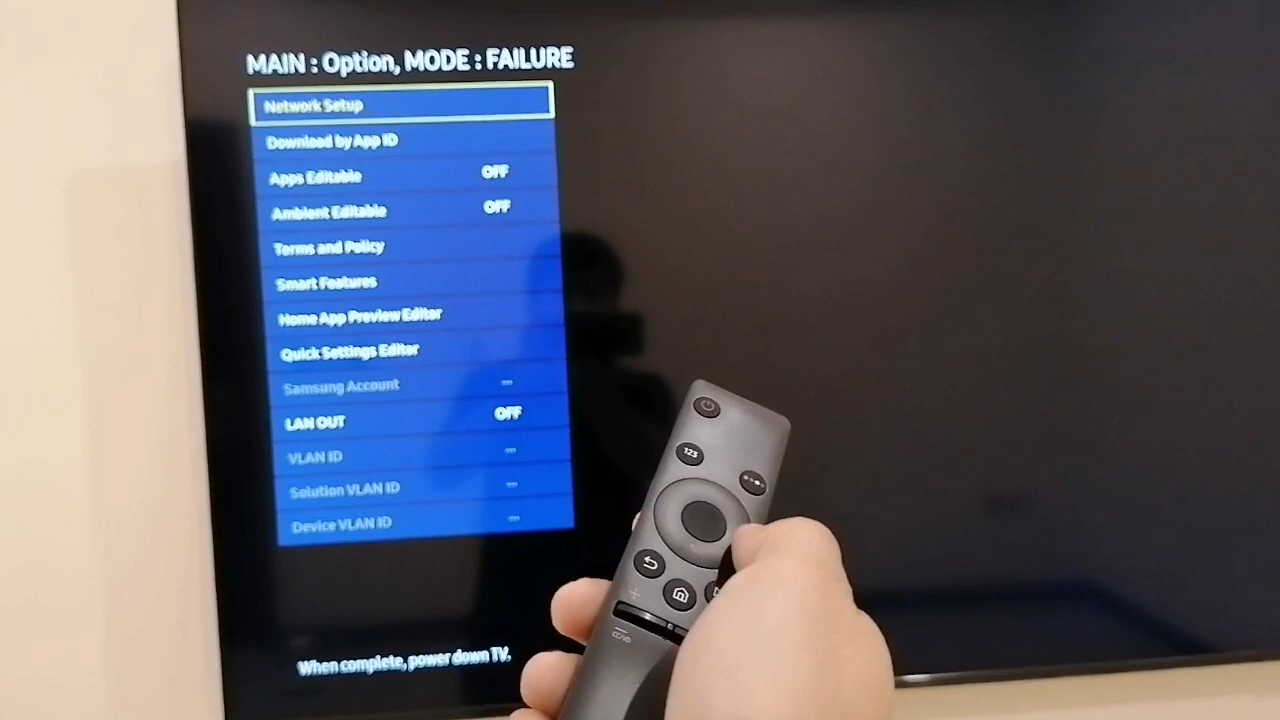 MAIN : Option, MODE : FAILURE
Network Setup
Download by App ID
Apps Editable OFF
Ambient Editable OFF
Terms and Policy
Smart Features
Home App Preview Editor
Quick Settings Editor
Samsung Account ---
LAN OUT OFF
VLAN ID ---
Solution VLAN ID ---
Device VLAN ID ---
When complete, power down TV.
123
CC/VD